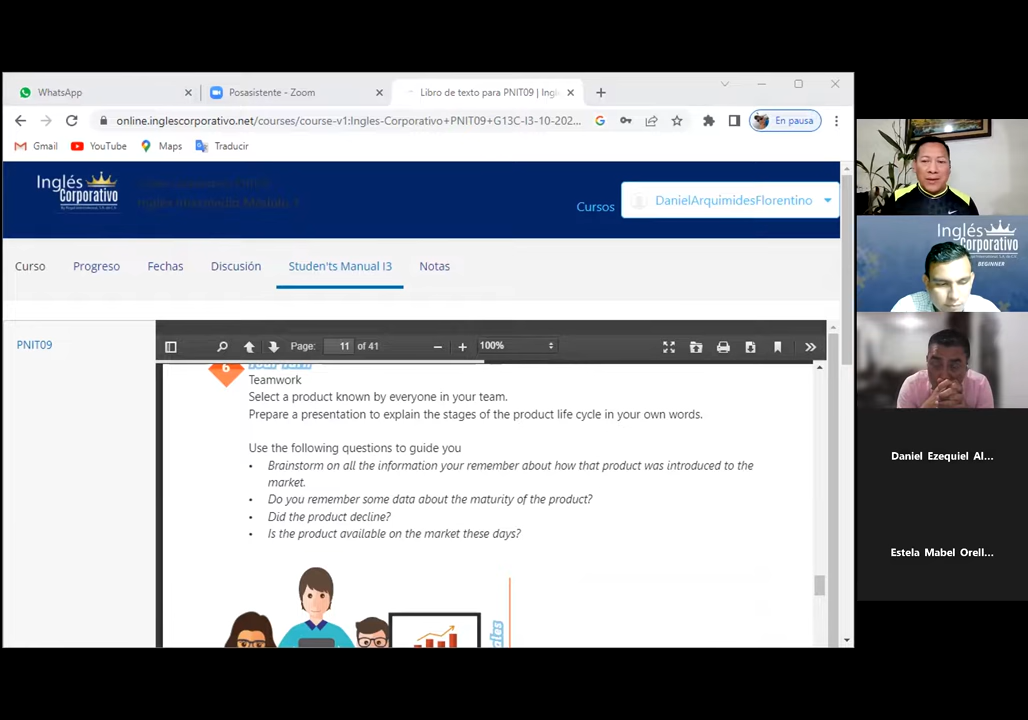 WhatsApp
Posasistente - Zoom
Libro de texto para PNIT09 | Ingl
online.inglescorporativo.net/courses/course-v1:Ingles-Corporativo+PNIT09+G13C-I3-10-202...
En pausa
Gmail
YouTube
Maps
Traducir
Inglés
Corporativo
Cursos
DanielArquimidesFlorentino
Curso
Progreso
Fechas
Discusión
Studen'ts Manual I3
Notas
PNIT09
Page:
11
of 41
100%
6
Teamwork
Select a product known by everyone in your team.
Prepare a presentation to explain the stages of the product life cycle in your own words.
Use the following questions to guide you
• Brainstorm on all the information your remember about how that product was introduced to the
market.
• Do you remember some data about the maturity of the product?
• Did the product decline?
• Is the product available on the market these days?
Inglés
Corporativo
BEGINNER
Daniel Ezequiel Al...
Estela Mabel Orell...